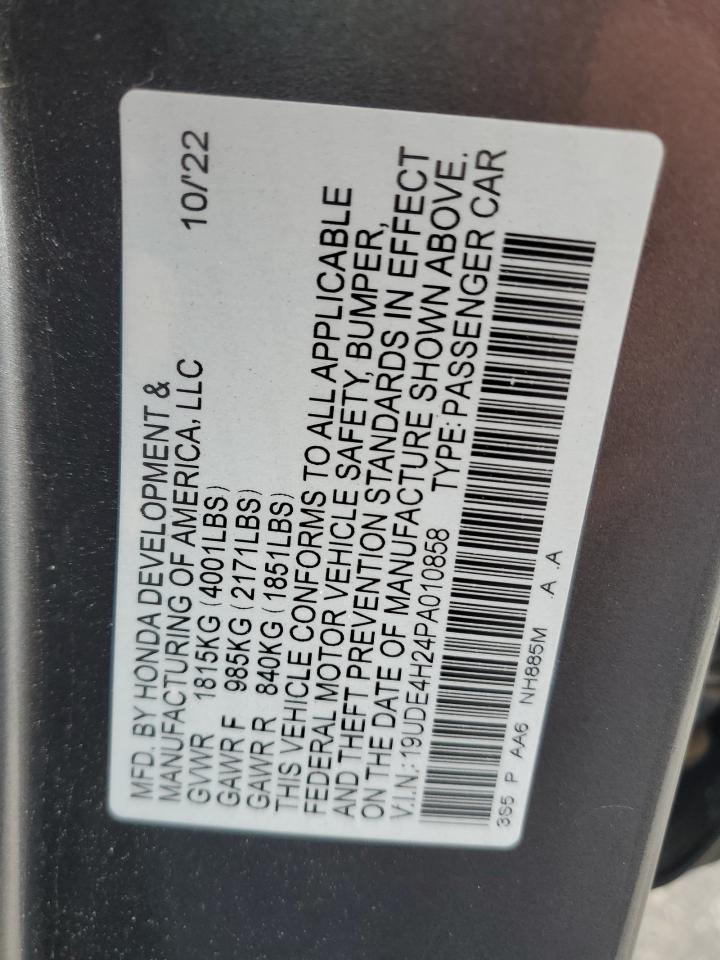 MFD. BY HONDA DEVELOPMENT &
MANUFACTURING OF AMERICA, LLC 10/'22
GVWR 1815KG (4001LBS)
GAWR F 985KG (2171LBS)
GAWR R 840KG (1851LBS)
THIS VEHICLE CONFORMS TO ALL APPLICABLE
FEDERAL MOTOR VEHICLE SAFETY, BUMPER,
AND THEFT PREVENTION STANDARDS IN EFFECT
ON THE DATE OF MANUFACTURE SHOWN ABOVE.
V.I.N.: 19UDE4H24PA010858 TYPE: PASSENGER CAR
3S5 P AA6 NH885M .A .A